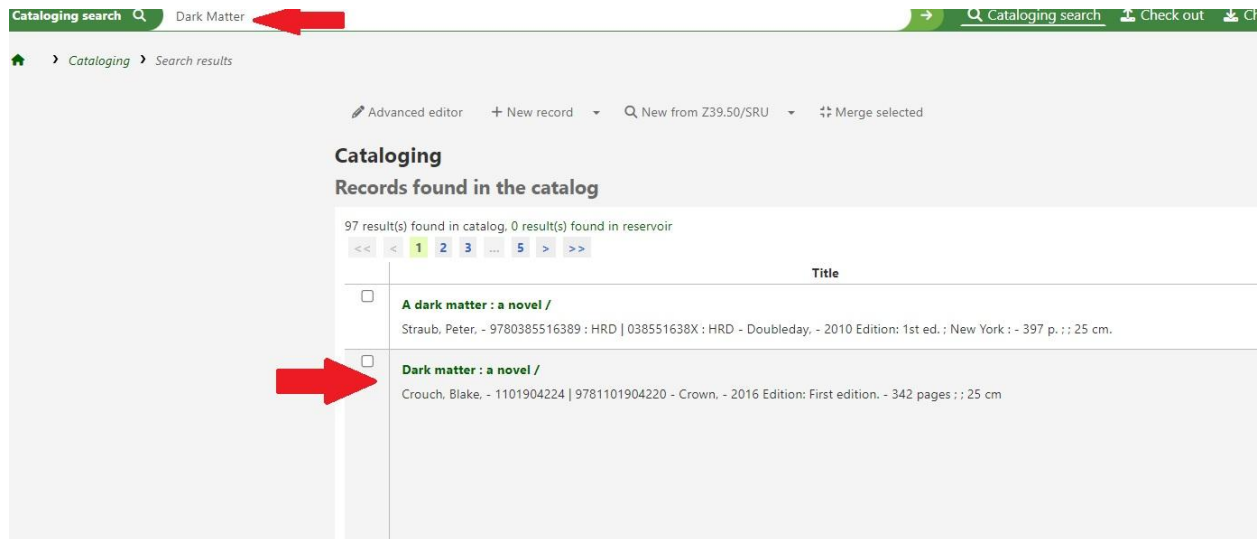 Cataloging search Dark Matter → Cataloging search Check out
> Cataloging > Search results
Advanced editor + New record New from Z39.50/SRU Merge selected
Cataloging
Records found in the catalog
97 result(s) found in catalog, 0 result(s) found in reservoir
<< < 1 2 3 ... 5 > >>
Title
A dark matter : a novel /
Straub, Peter, - 9780385516389 : HRD | 038551638X : HRD - Doubleday, - 2010 Edition: 1st ed. ; New York : - 397 p. ; ; 25 cm.
Dark matter : a novel /
Crouch, Blake, - 1101904224 | 9781101904220 - Crown, - 2016 Edition: First edition. - 342 pages ; ; 25 cm